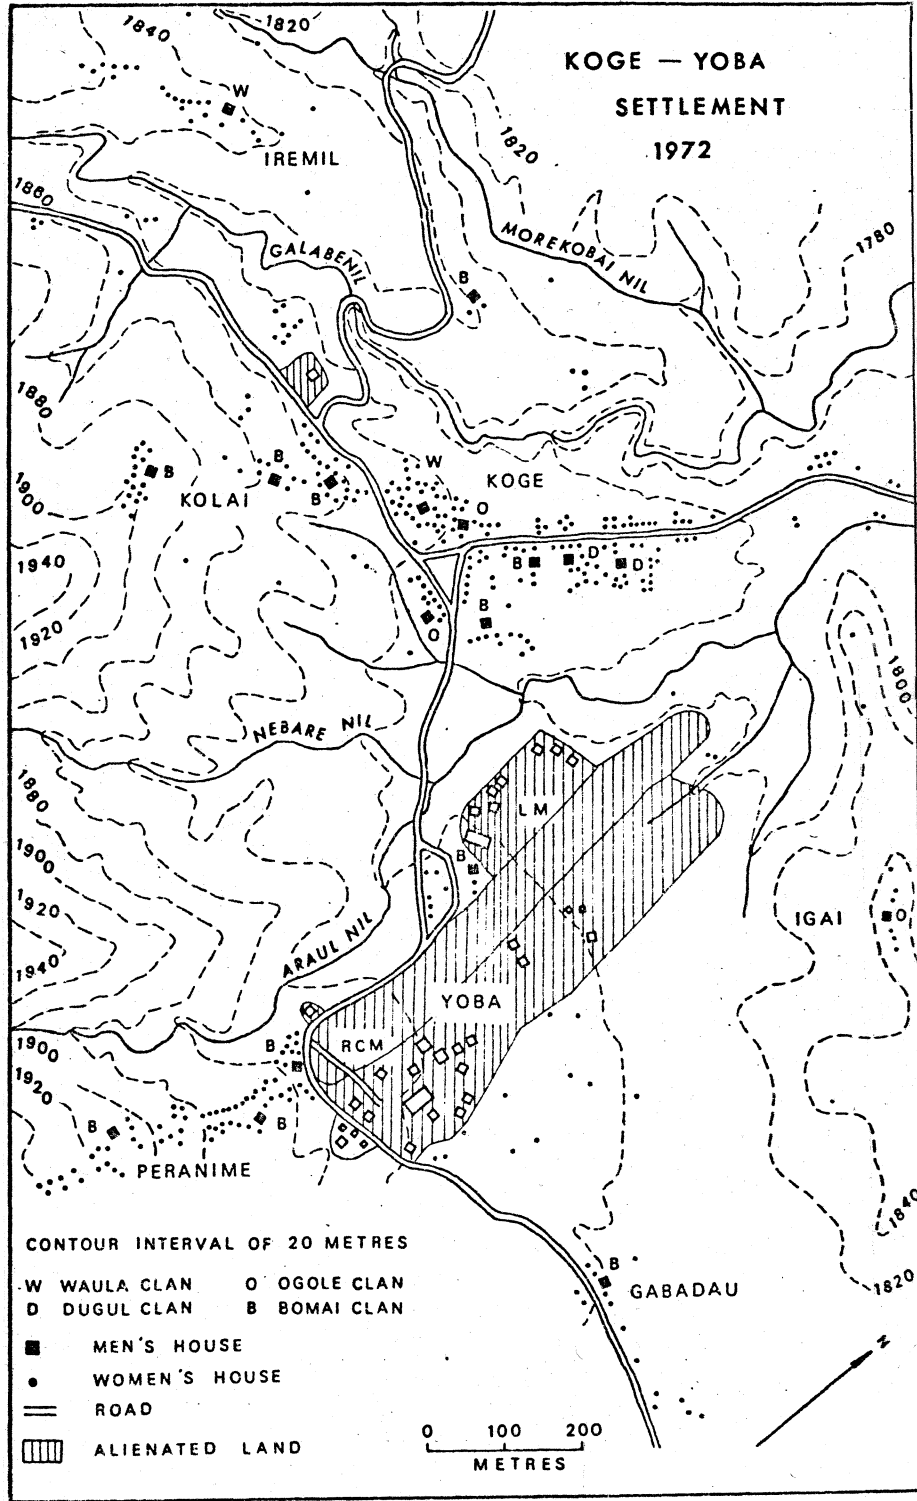 1840
1820
KOGE — YOBA
SETTLEMENT
1972
W
IREMIL
1820
1860
GALABENIL
MOREKOBAI NIL
1780
B
1880
W
KOGE
B
B
B
KOLAI
O
1900
1940
B
D
D
1920
B
O
1800
NEBARE NIL
1880
LM
1900
B
1920
IGAI
O
ARAUL NIL
1940
YOBA
1900
B
RCM
1920
B
B
PERANIME
1840
CONTOUR INTERVAL OF 20 METRES
B
GABADAU
1820
W WAULA CLAN O OGOLE CLAN
D DUGUL CLAN B BOMAI CLAN
MEN'S HOUSE
N
WOMEN'S HOUSE
ROAD
0 100 200
ALIENATED LAND
METRES